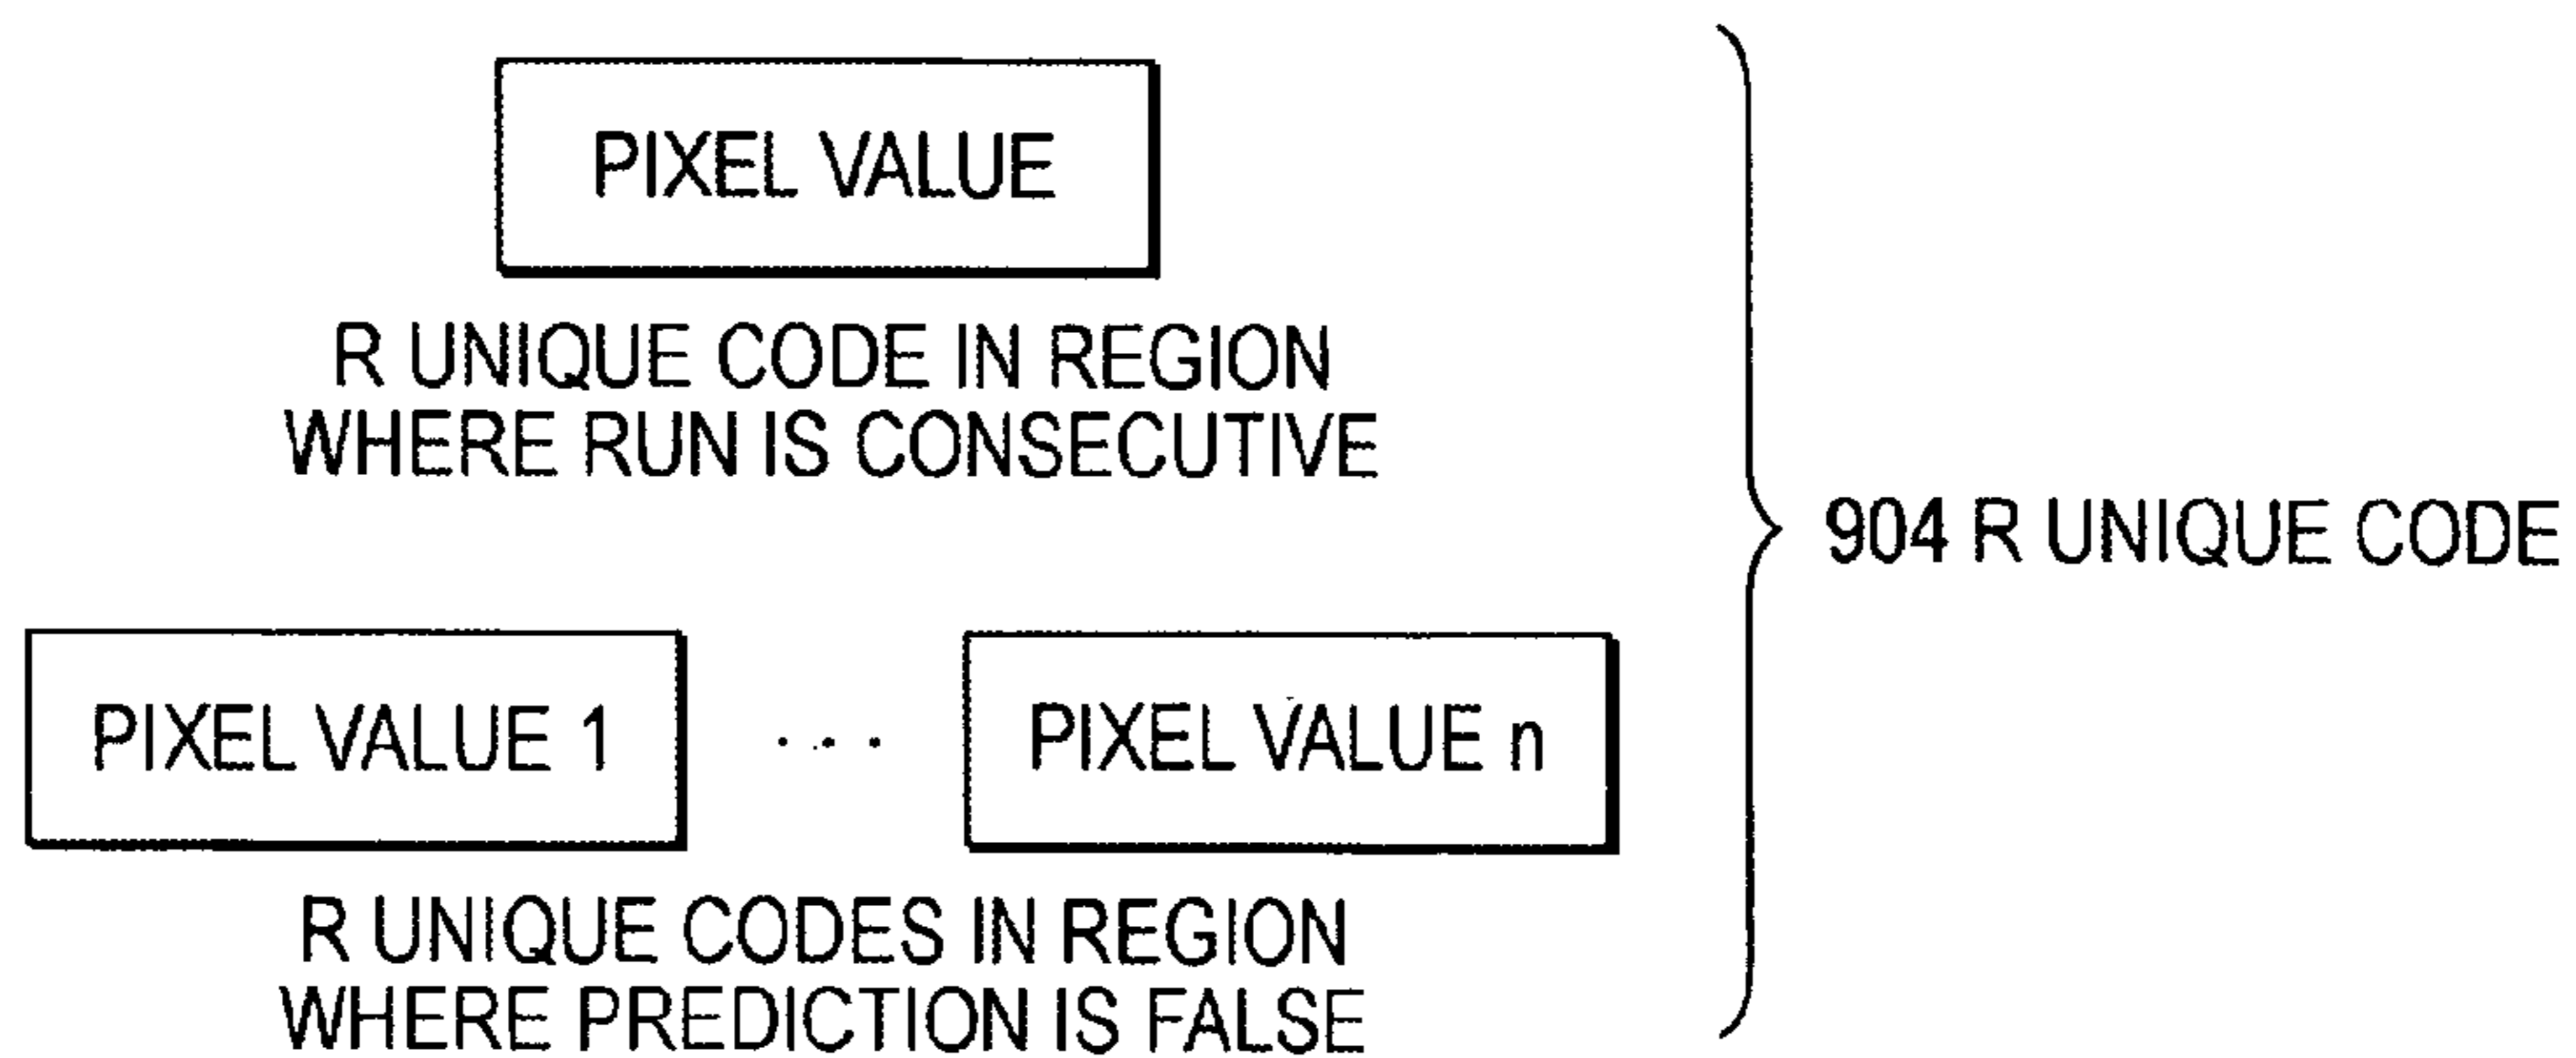 PIXEL VALUE
R UNIQUE CODE IN REGION
WHERE RUN IS CONSECUTIVE
904 R UNIQUE CODE
PIXEL VALUE 1 ... PIXEL VALUE n
R UNIQUE CODES IN REGION
WHERE PREDICTION IS FALSE